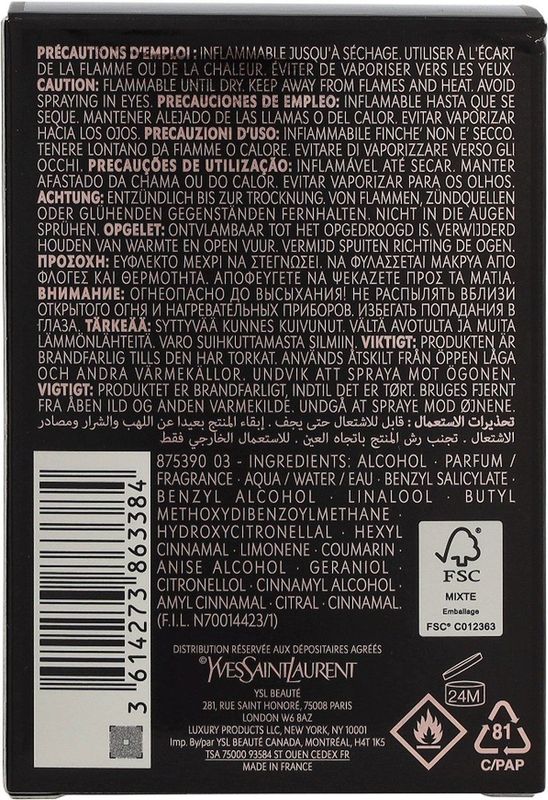 PRÉCAUTIONS D'EMPLOI : INFLAMMABLE JUSQU'À SÉCHAGE. UTILISER À L'ÉCART
DE LA FLAMME OU DE LA CHALEUR. ÉVITER DE VAPORISER VERS LES YEUX.
CAUTION: FLAMMABLE UNTIL DRY. KEEP AWAY FROM FLAMES AND HEAT. AVOID
SPRAYING IN EYES. PRECAUCIONES DE EMPLEO: INFLAMABLE HASTA QUE SE
SEQUE. MANTENER ALEJADO DE LAS LLAMAS O DEL CALOR. EVITAR VAPORIZAR
HACIA LOS OJOS. PRECAUZIONI D'USO: INFIAMMABILE FINCHE' NON E' SECCO.
TENERE LONTANO DA FIAMME O CALORE. EVITARE DI VAPORIZZARE VERSO GLI
OCCHI. PRECAUÇÕES DE UTILIZAÇÃO: INFLAMÁVEL ATÉ SECAR. MANTER
AFASTADO DA CHAMA OU DO CALOR. EVITAR VAPORIZAR PARA OS OLHOS.
ACHTUNG: ENTZÜNDLICH BIS ZUR TROCKNUNG. VON FLAMMEN, ZÜNDQUELLEN
ODER GLÜHENDEN GEGENSTÄNDEN FERNHALTEN. NICHT IN DIE AUGEN
SPRÜHEN. OPGELET: ONTVLAMBAAR TOT HET OPGEDROOGD IS. VERWIJDERD
HOUDEN VAN WARMTE EN OPEN VUUR. VERMIJD SPUITEN RICHTING DE OGEN.
ΠΡΟΣΟΧΗ: ΕΥΦΛΕΚΤΟ ΜΕΧΡΙ ΝΑ ΣΤΕΓΝΩΣΕΙ. ΝΑ ΦΥΛΑΣΣΕΤΑΙ ΜΑΚΡΥΑ ΑΠΟ
ΦΛΟΓΕΣ ΚΑΙ ΘΕΡΜΟΤΗΤΑ. ΑΠΟΦΕΥΓΕΤΕ ΝΑ ΨΕΚΑΖΕΤΕ ΠΡΟΣ ΤΑ ΜΑΤΙΑ.
ВНИМАНИЕ: ОГНЕОПАСНО ДО ВЫСЫХАНИЯ! НЕ РАСПЫЛЯТЬ ВБЛИЗИ
ОТКРЫТОГО ОГНЯ И НАГРЕВАТЕЛЬНЫХ ПРИБОРОВ. ИЗБЕГАТЬ ПОПАДАНИЯ В
ГЛАЗА. TÄRKEÄÄ: SYTTYVÄÄ KUNNES KUIVUNUT. VÄLTÄ AVOTULTA JA MUITA
LÄMMÖNLÄHTEITÄ. VARO SUIHKUTTAMASTA SILMIIN. VIKTIGT: PRODUKTEN ÄR
BRANDFARLIG TILLS DEN HAR TORKAT. ANVÄNDS ÅTSKILT FRÅN ÖPPEN LÅGA
OCH ANDRA VÄRMEKÄLLOR. UNDVIK ATT SPRAYA MOT ÖGONEN.
VIGTIGT: PRODUKTET ER BRANDFARLIGT, INDTIL DET ER TØRT. BRUGES FJERNT
FRA ÅBEN ILD OG ANDEN VARMEKILDE. UNDGÅ AT SPRAYE MOD ØJNENE.
تحذيرات الاستعمال: قابل للاشتعال حتى يجف. إبقاء المنتج بعيدا عن اللهب والشرار ومصادر
الاشتعال. تجنب رش المنتج باتجاه العين. للاستعمال الخارجي فقط
875390 03 - INGREDIENTS: ALCOHOL · PARFUM /
FRAGRANCE · AQUA / WATER / EAU · BENZYL SALICYLATE ·
BENZYL ALCOHOL · LINALOOL · BUTYL
METHOXYDIBENZOYLMETHANE ·
HYDROXYCITRONELLAL · HEXYL
CINNAMAL · LIMONENE · COUMARIN ·
ANISE ALCOHOL · GERANIOL ·
CITRONELLOL · CINNAMYL ALCOHOL ·
AMYL CINNAMAL · CITRAL · CINNAMAL.
(F.I.L. N70014423/1)
3 614273 863384
FSC
MIXTE
Emballage
FSC® C012363
DISTRIBUTION RÉSERVÉE AUX DÉPOSITAIRES AGRÉÉS
©YVESSAINTLAURENT
YSL BEAUTÉ
281, RUE SAINT HONORÉ, 75008 PARIS
LONDON W6 8AZ
LUXURY PRODUCTS LLC, NEW YORK, NY 10001
Imp. By/par YSL BEAUTÉ CANADA, MONTRÉAL, H4T 1K5
TSA 75000 93584 ST OUEN CEDEX FR
MADE IN FRANCE
24M
81
C/PAP